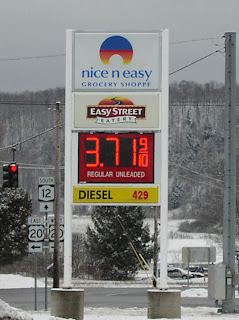 nice n easy
GROCERY SHOPPE
EASY STREET
EATERY
3.71 9/10
REGULAR UNLEADED
DIESEL 429
SOUTH
12
EAST
20
20